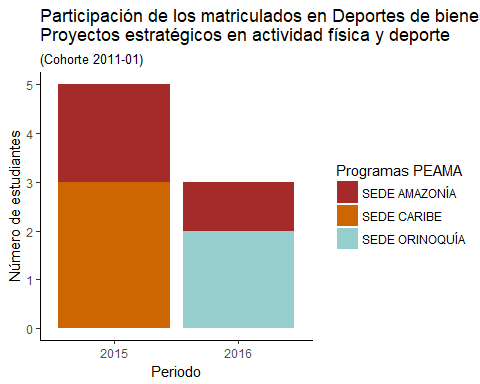 Participación de los matriculados en Deportes de biene
Proyectos estratégicos en actividad física y deporte
(Cohorte 2011-01)
5
4
3
2
1
0
Número de estudiantes
2015
2016
Periodo
Programas PEAMA
SEDE AMAZONÍA
SEDE CARIBE
SEDE ORINOQUÍA